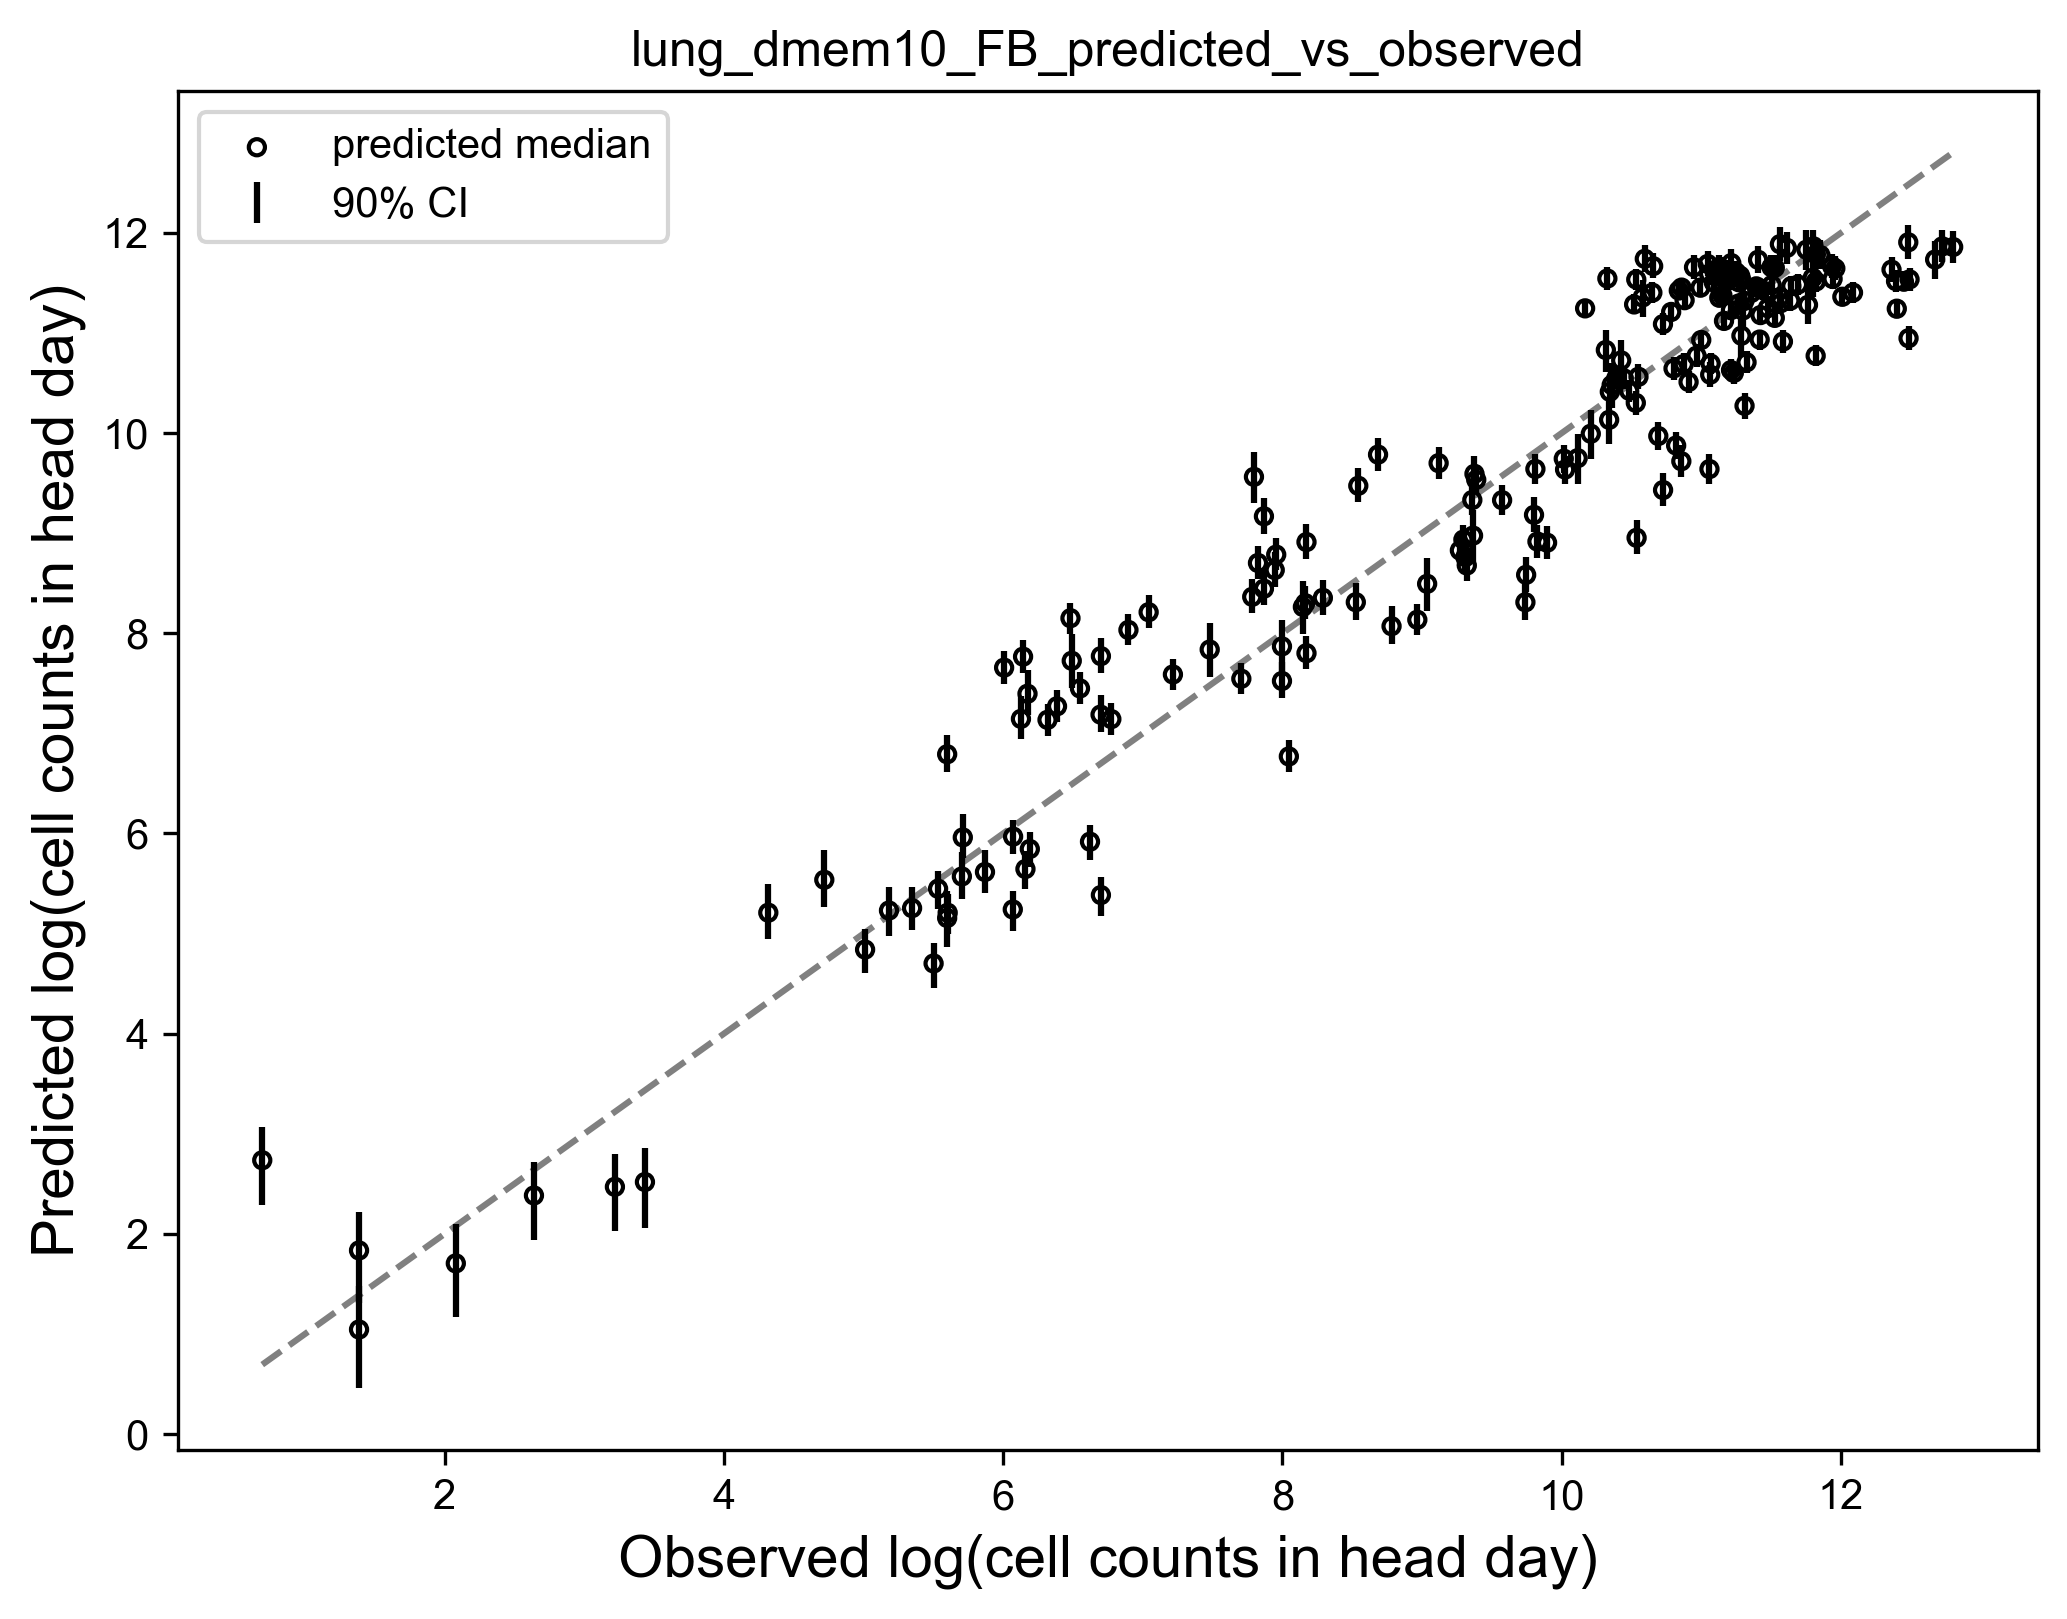 lung_dmem10_FB_predicted_vs_observed
predicted median
90% CI
Predicted log(cell counts in head day)
12
10
8
6
4
2
0
2 4 6 8 10 12
Observed log(cell counts in head day)